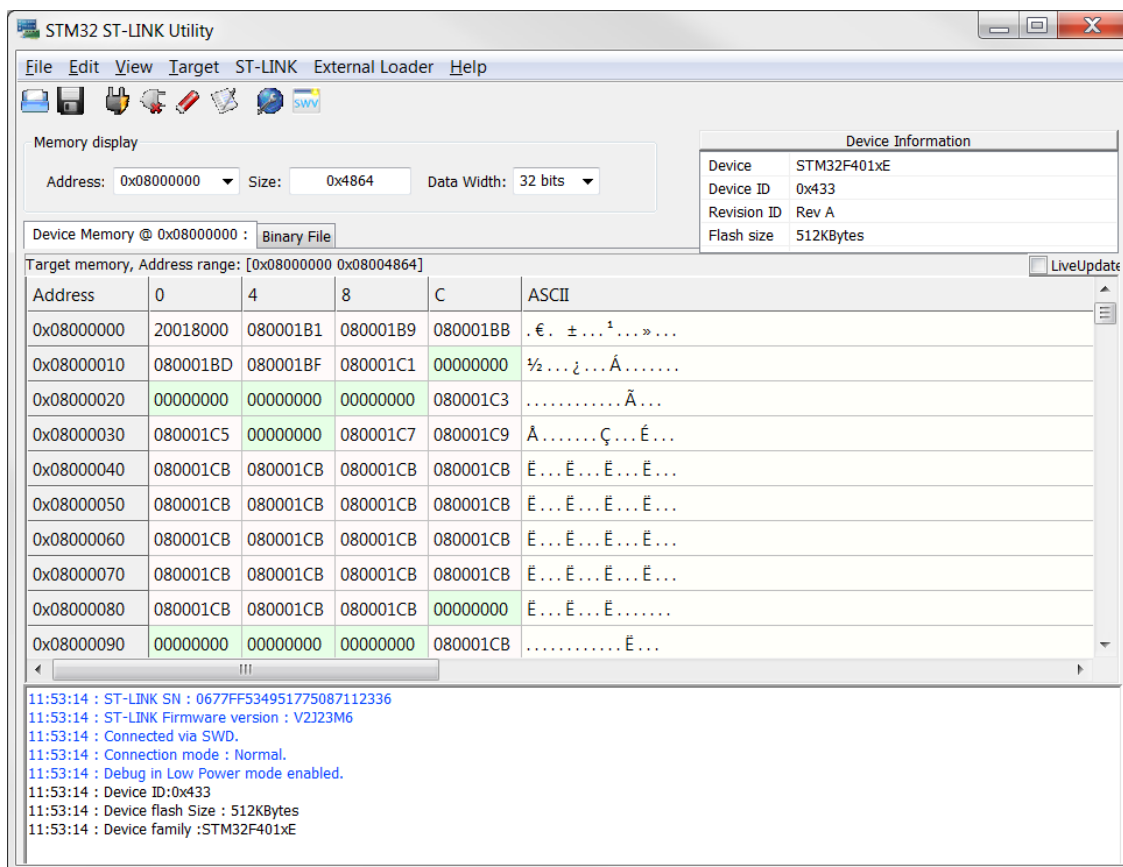 STM32 ST-LINK Utility
File Edit View Target ST-LINK External Loader Help
SWV
Memory display
Address: 0x08000000 Size: 0x4864 Data Width: 32 bits
Device Information
Device STM32F401xE
Device ID 0x433
Revision ID Rev A
Flash size 512KBytes
Device Memory @ 0x08000000 : Binary File
Target memory, Address range: [0x08000000 0x08004864]
LiveUpdate
Address 0 4 8 C ASCII
0x08000000 20018000 080001B1 080001B9 080001BB .€. ±...¹...»...
0x08000010 080001BD 080001BF 080001C1 00000000 ½...¿...Á.......
0x08000020 00000000 00000000 00000000 080001C3 ............Ã...
0x08000030 080001C5 00000000 080001C7 080001C9 Å.......Ç...É...
0x08000040 080001CB 080001CB 080001CB 080001CB Ë...Ë...Ë...Ë...
0x08000050 080001CB 080001CB 080001CB 080001CB Ë...Ë...Ë...Ë...
0x08000060 080001CB 080001CB 080001CB 080001CB Ë...Ë...Ë...Ë...
0x08000070 080001CB 080001CB 080001CB 080001CB Ë...Ë...Ë...Ë...
0x08000080 080001CB 080001CB 080001CB 00000000 Ë...Ë...Ë.......
0x08000090 00000000 00000000 00000000 080001CB ............Ë...
11:53:14 : ST-LINK SN : 0677FF534951775087112336
11:53:14 : ST-LINK Firmware version : V2J23M6
11:53:14 : Connected via SWD.
11:53:14 : Connection mode : Normal.
11:53:14 : Debug in Low Power mode enabled.
11:53:14 : Device ID:0x433
11:53:14 : Device flash Size : 512KBytes
11:53:14 : Device family :STM32F401xE